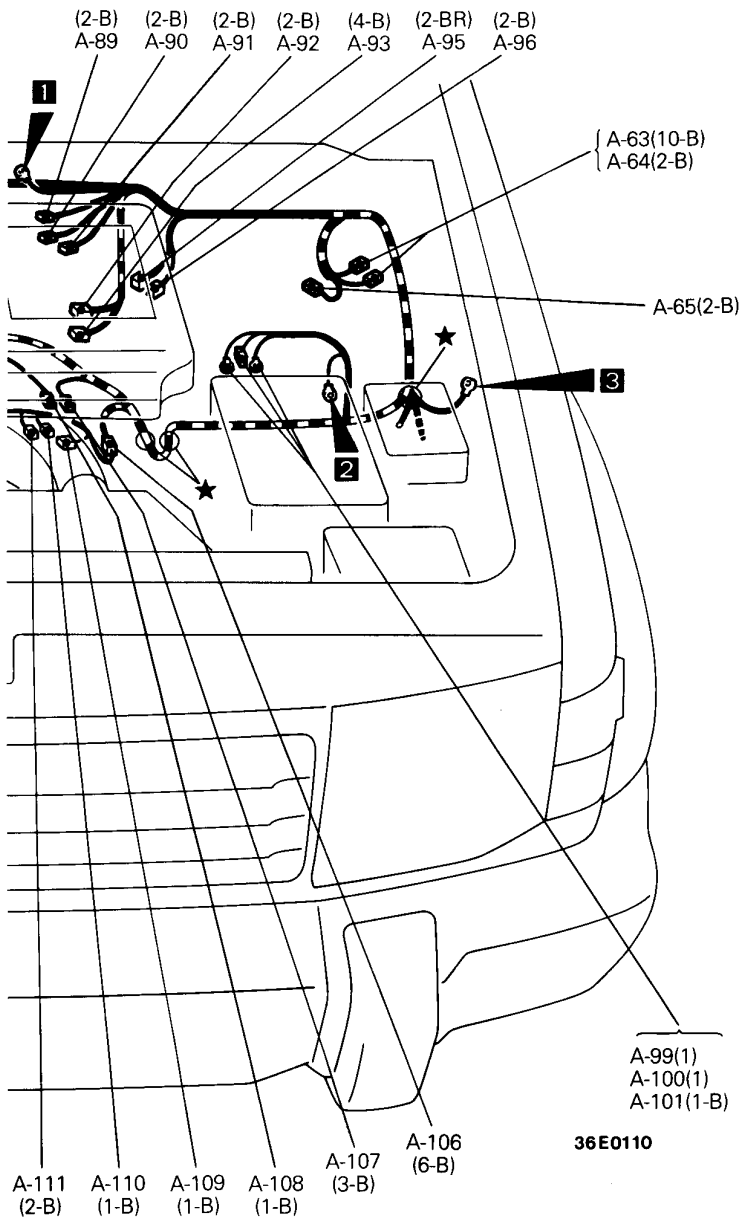 (2-B) (2-B) (2-B) (2-B) (4-B) (2-BR) (2-B)
A-89 A-90 A-91 A-92 A-93 A-95 A-96
1
A-63(10-B)
A-64(2-B)
A-65(2-B)
3
2
A-99(1)
A-100(1)
A-101(1-B)
36E0110
A-106
(6-B)
A-107
(3-B)
A-111 A-110 A-109 A-108
(2-B) (1-B) (1-B) (1-B)